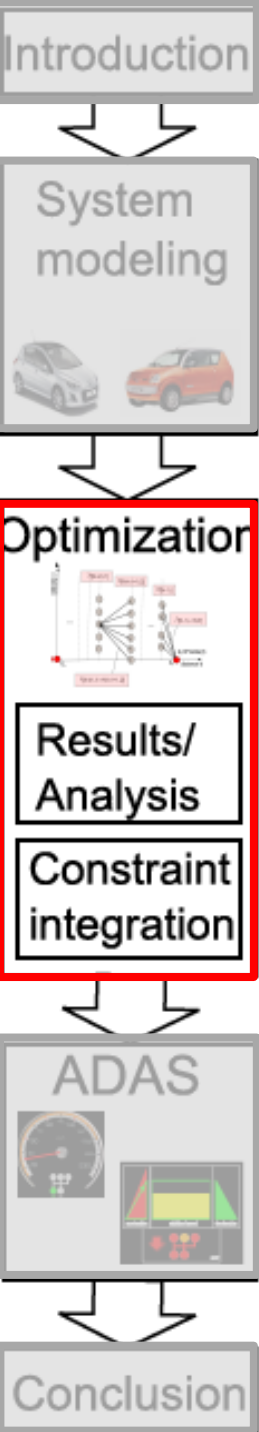 Introduction
System
modeling
Optimization
Results/
Analysis
Constraint
integration
ADAS
Conclusion